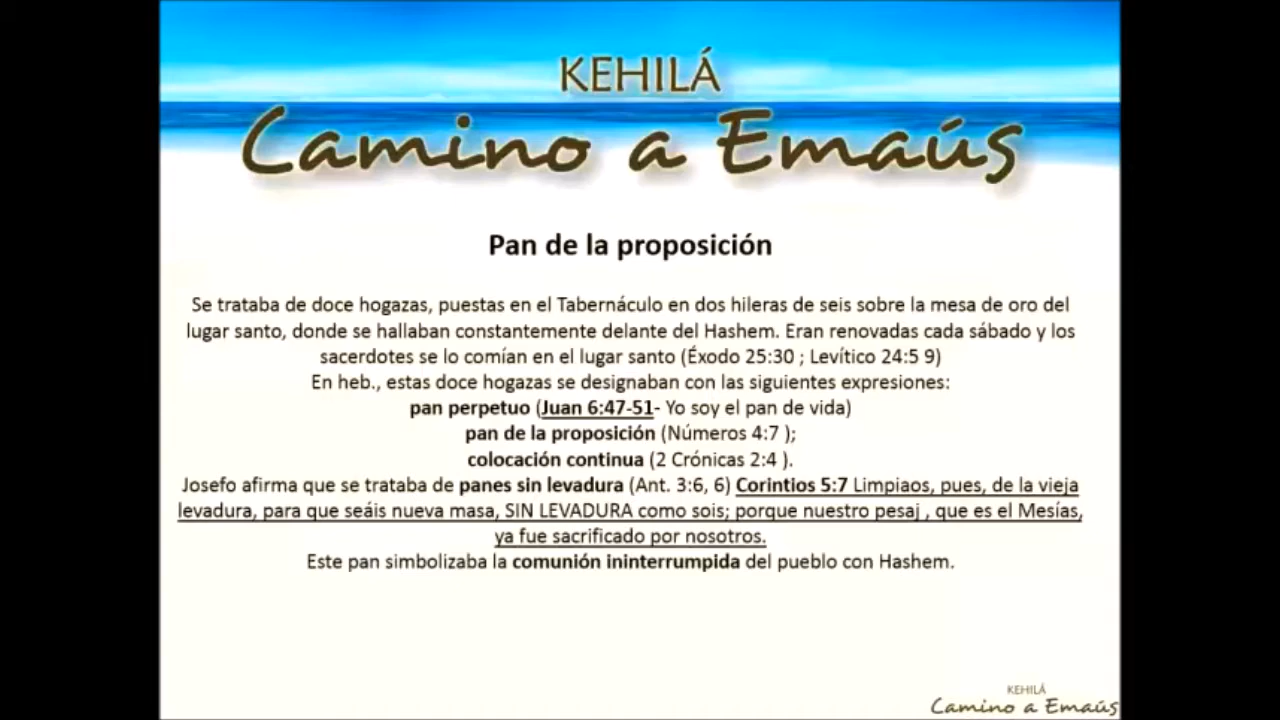 KEHILÁ
Camino a Emaús
Pan de la proposición
Se trataba de doce hogazas, puestas en el Tabernáculo en dos hileras de seis sobre la mesa de oro del
lugar santo, donde se hallaban constantemente delante del Hashem. Eran renovadas cada sábado y los
sacerdotes se lo comían en el lugar santo (Éxodo 25:30 ; Levítico 24:5 9)
En heb., estas doce hogazas se designaban con las siguientes expresiones:
pan perpetuo (Juan 6:47-51- Yo soy el pan de vida)
pan de la proposición (Números 4:7 );
colocación continua (2 Crónicas 2:4 ).
Josefo afirma que se trataba de panes sin levadura (Ant. 3:6, 6) Corintios 5:7 Limpiaos, pues, de la vieja
levadura, para que seáis nueva masa, SIN LEVADURA como sois; porque nuestro pesaj , que es el Mesías,
ya fue sacrificado por nosotros.
Este pan simbolizaba la comunión ininterrumpida del pueblo con Hashem.
KEHILÁ
Camino a Emaús